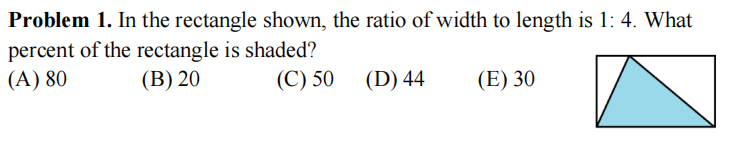 Problem 1. In the rectangle shown, the ratio of width to length is 1: 4. What
percent of the rectangle is shaded?
(A) 80 (B) 20 (C) 50 (D) 44 (E) 30